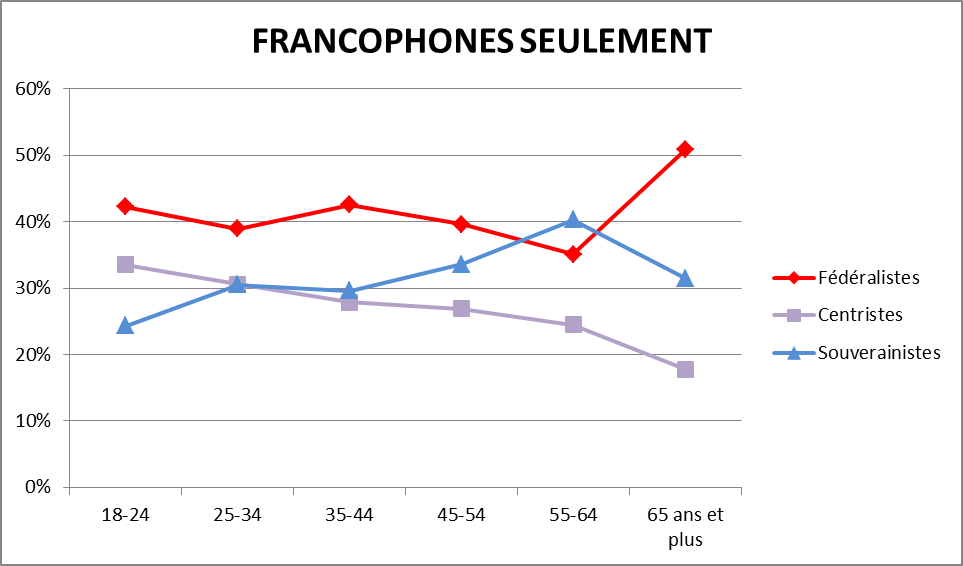 FRANCOPHONES SEULEMENT
60%
50%
40%
30%
20%
10%
0%
18-24
25-34
35-44
45-54
55-64
65 ans et
plus
Fédéralistes
Centristes
Souverainistes